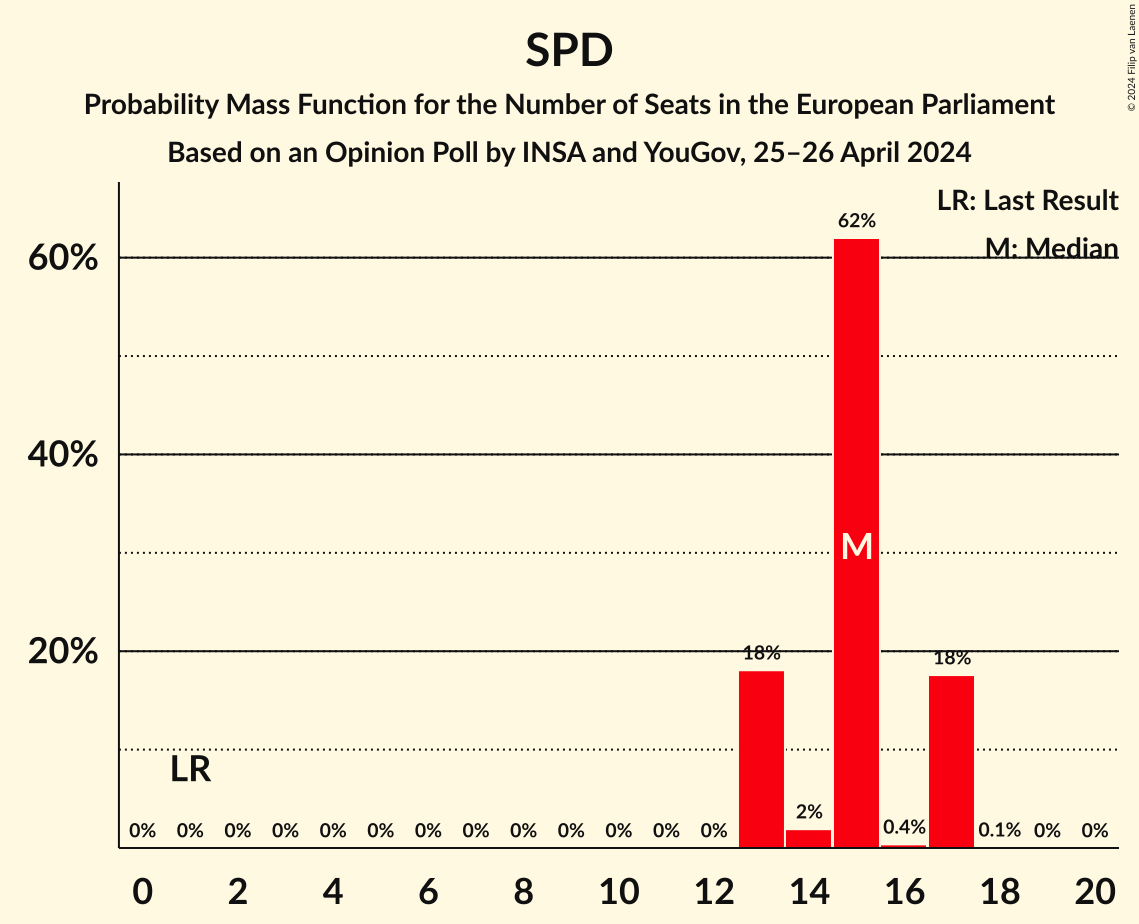 SPD
Probability Mass Function for the Number of Seats in the European Parliament
Based on an Opinion Poll by INSA and YouGov, 25–26 April 2024
© 2024 Filip van Laenen
LR: Last Result
M: Median
62%
60%
40%
M
20%
18%
18%
LR
2%
0% 0% 0% 0% 0% 0% 0% 0% 0% 0% 0% 0% 0% 0.4% 0.1% 0% 0%
0 2 4 6 8 10 12 14 16 18 20